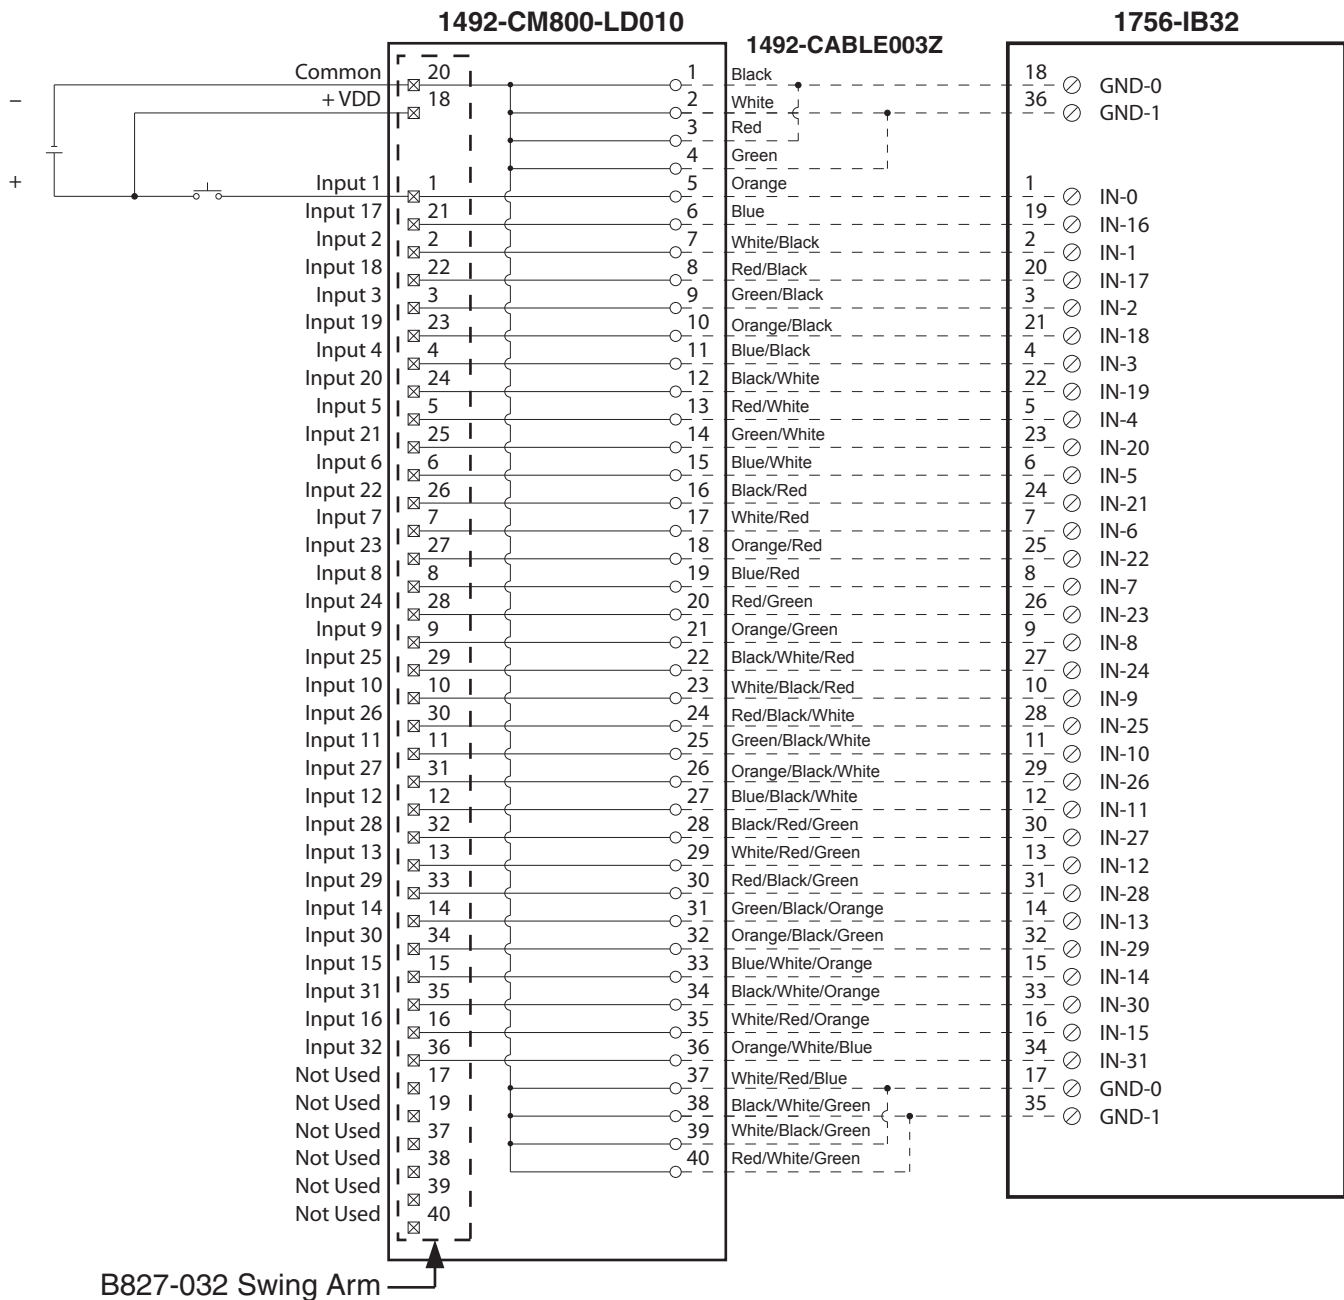 1492-CM800-LD010
1492-CABLE003Z
1756-IB32
Common 20 1 Black 18 GND-0
− +VDD 18 2 White 36 GND-1
3 Red
4 Green
+ Input 1 1 5 Orange 1 IN-0
Input 17 21 6 Blue 19 IN-16
Input 2 2 7 White/Black 2 IN-1
Input 18 22 8 Red/Black 20 IN-17
Input 3 3 9 Green/Black 3 IN-2
Input 19 23 10 Orange/Black 21 IN-18
Input 4 4 11 Blue/Black 4 IN-3
Input 20 24 12 Black/White 22 IN-19
Input 5 5 13 Red/White 5 IN-4
Input 21 25 14 Green/White 23 IN-20
Input 6 6 15 Blue/White 6 IN-5
Input 22 26 16 Black/Red 24 IN-21
Input 7 7 17 White/Red 7 IN-6
Input 23 27 18 Orange/Red 25 IN-22
Input 8 8 19 Blue/Red 8 IN-7
Input 24 28 20 Red/Green 26 IN-23
Input 9 9 21 Orange/Green 9 IN-8
Input 25 29 22 Black/White/Red 27 IN-24
Input 10 10 23 White/Black/Red 10 IN-9
Input 26 30 24 Red/Black/White 28 IN-25
Input 11 11 25 Green/Black/White 11 IN-10
Input 27 31 26 Orange/Black/White 29 IN-26
Input 12 12 27 Blue/Black/White 12 IN-11
Input 28 32 28 Black/Red/Green 30 IN-27
Input 13 13 29 White/Red/Green 13 IN-12
Input 29 33 30 Red/Black/Green 31 IN-28
Input 14 14 31 Green/Black/Orange 14 IN-13
Input 30 34 32 Orange/Black/Green 32 IN-29
Input 15 15 33 Blue/White/Orange 15 IN-14
Input 31 35 34 Black/White/Orange 33 IN-30
Input 16 16 35 White/Red/Orange 16 IN-15
Input 32 36 36 Orange/White/Blue 34 IN-31
Not Used 17 37 White/Red/Blue 17 GND-0
Not Used 19 38 Black/White/Green 35 GND-1
Not Used 37 39 White/Black/Green
Not Used 38 40 Red/White/Green
Not Used 39
Not Used 40
B827-032 Swing Arm